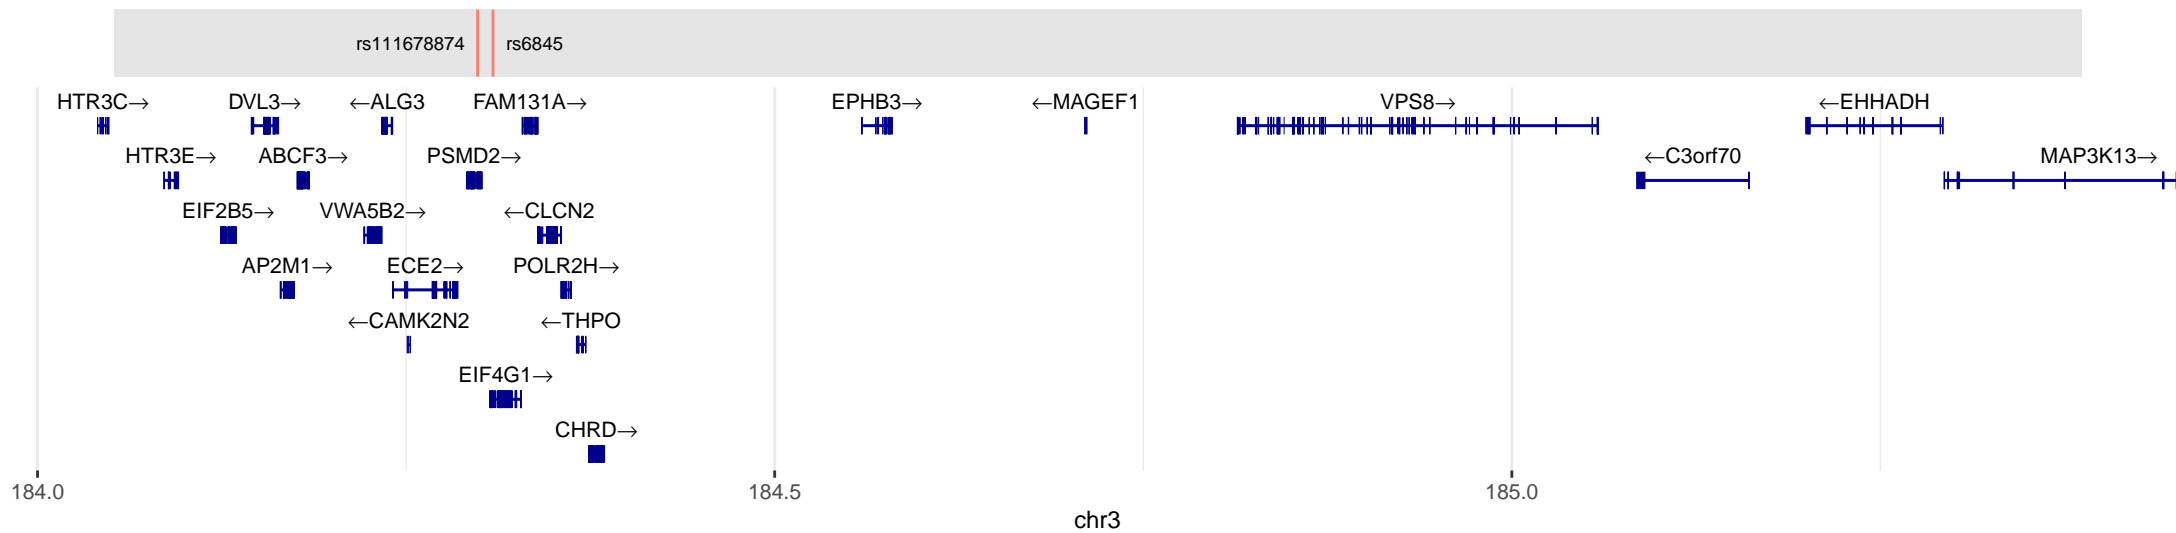 rs111678874 rs6845
HTR3C→ DVL3→ ←ALG3 FAM131A→ EPHB3→ ←MAGEF1 VPS8→ ←EHHADH
HTR3E→ ABCF3→ PSMD2→ ←C3orf70 MAP3K13→
EIF2B5→ VWA5B2→ ←CLCN2
AP2M1→ ECE2→ POLR2H→
←CAMK2N2 ←THPO
EIF4G1→
CHRD→
184.0 184.5 185.0
chr3